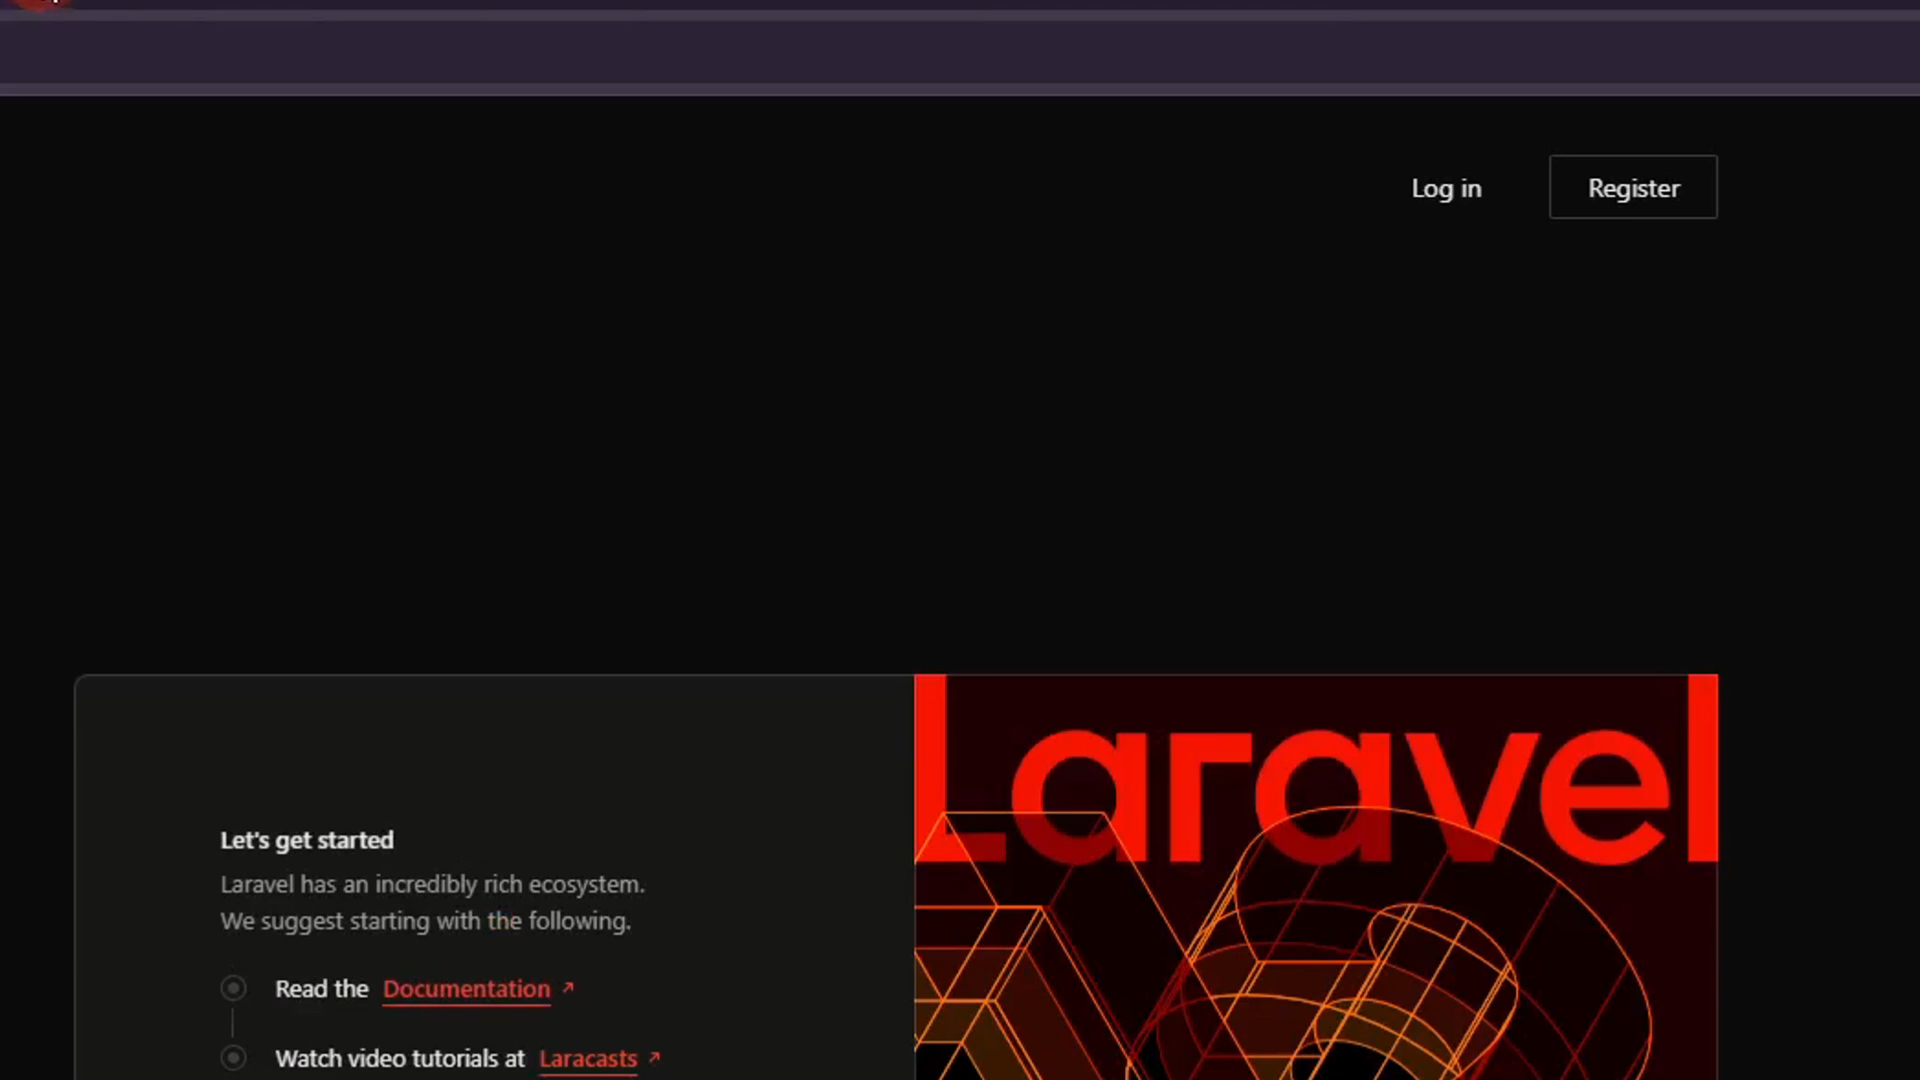 Log in
Register
Laravel
Let's get started
Laravel has an incredibly rich ecosystem.
We suggest starting with the following.
Read the Documentation ↗
Watch video tutorials at Laracasts ↗